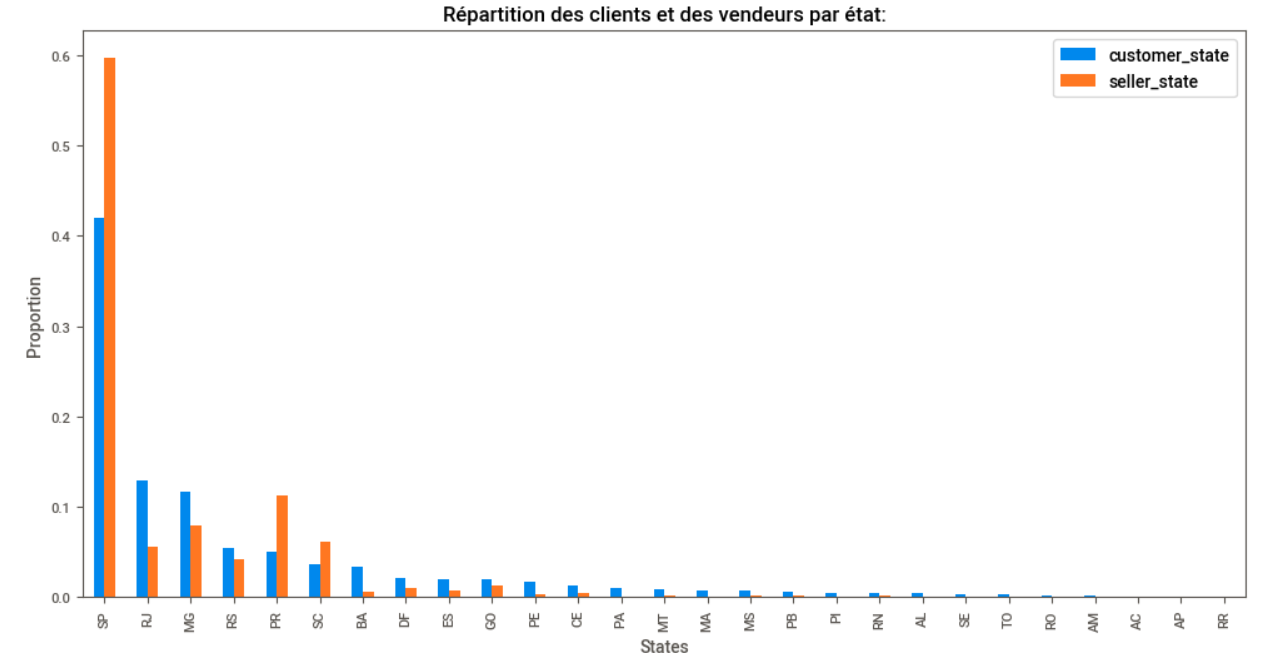 Répartition des clients et des vendeurs par état:
customer_state
seller_state
Proportion
0.6
0.5
0.4
0.3
0.2
0.1
0.0
SP
RJ
MG
RS
PR
SC
BA
DF
ES
GO
PE
CE
PA
MT
MA
MS
PB
PI
RN
AL
SE
TO
RO
AM
AC
AP
RR
States